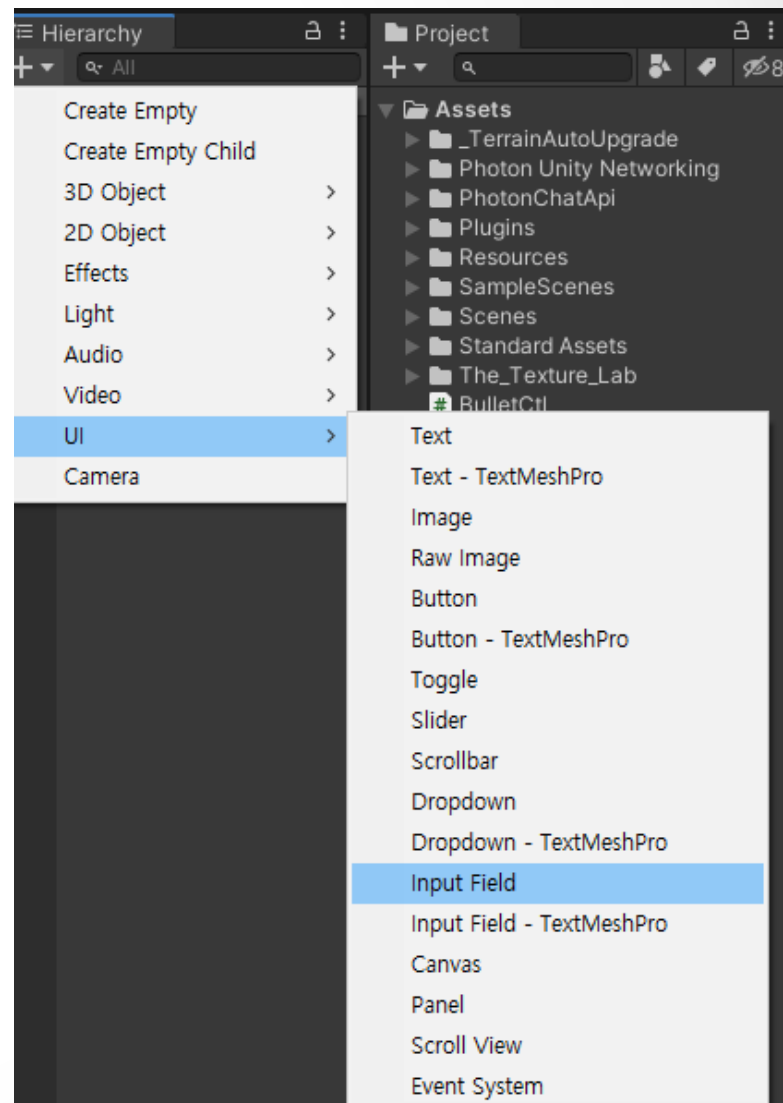 Hierarchy
All
Create Empty
Create Empty Child
3D Object
2D Object
Effects
Light
Audio
Video
UI
Camera
Project
8
Assets
_TerrainAutoUpgrade
Photon Unity Networking
PhotonChatApi
Plugins
Resources
SampleScenes
Scenes
Standard Assets
The_Texture_Lab
# BulletCtl
Text
Text - TextMeshPro
Image
Raw Image
Button
Button - TextMeshPro
Toggle
Slider
Scrollbar
Dropdown
Dropdown - TextMeshPro
Input Field
Input Field - TextMeshPro
Canvas
Panel
Scroll View
Event System